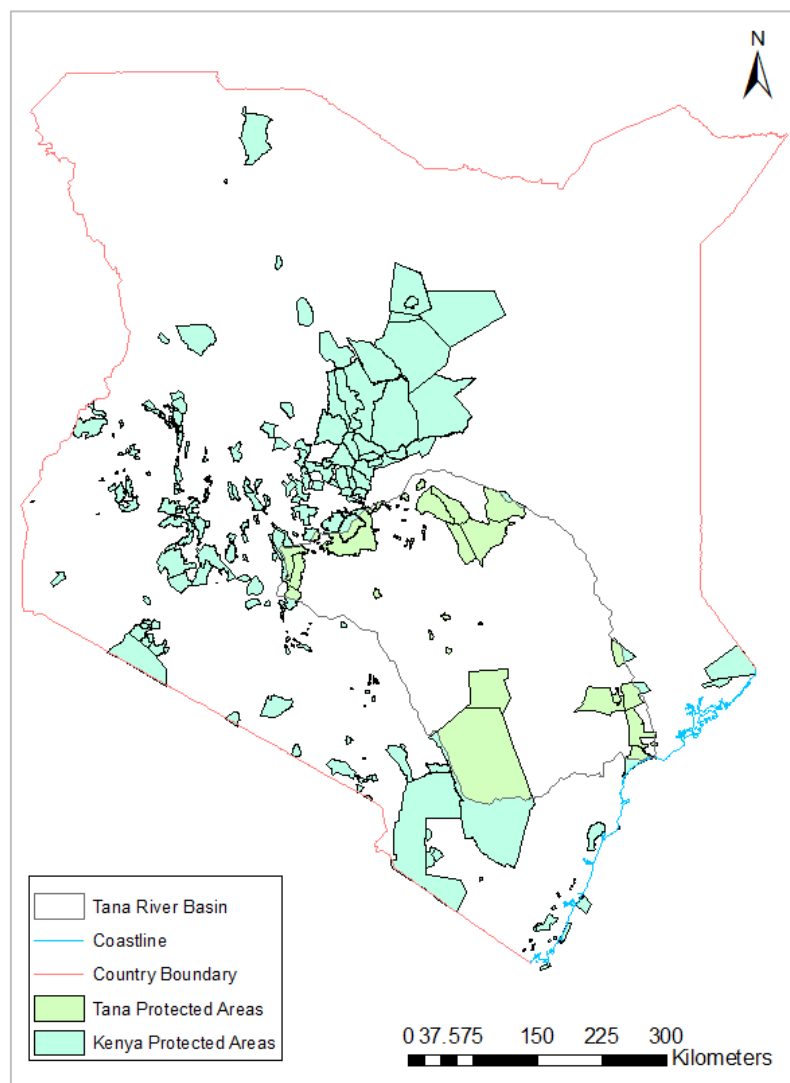 N
Tana River Basin
Coastline
Country Boundary
Tana Protected Areas
Kenya Protected Areas
0 37.575 150 225 300
Kilometers